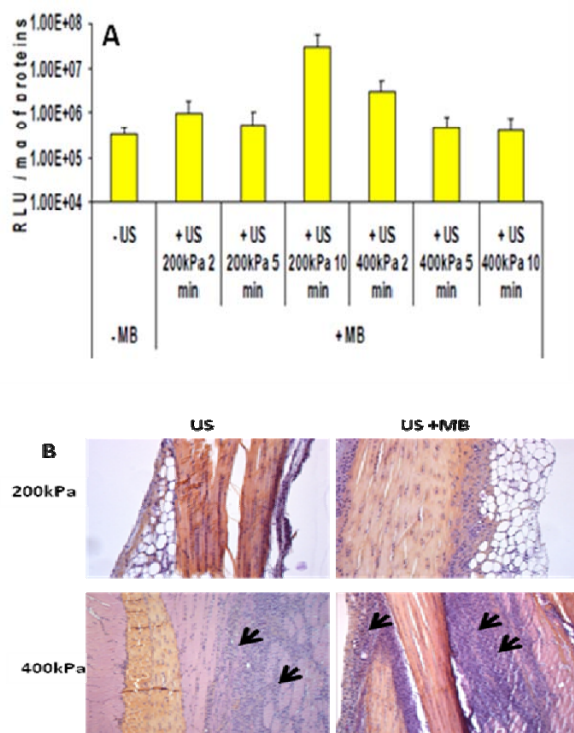 A
RLU /mg of proteins
1.00E+08
1.00E+07
1.00E+06
1.00E+05
1.00E+04
- US
+ US 200kPa 2 min
+ US 200kPa 5 min
+ US 200kPa 10 min
+ US 400kPa 2 min
+ US 400kPa 5 min
+ US 400kPa 10 min
-MB
+MB
US
US +MB
B
200kPa
400kPa